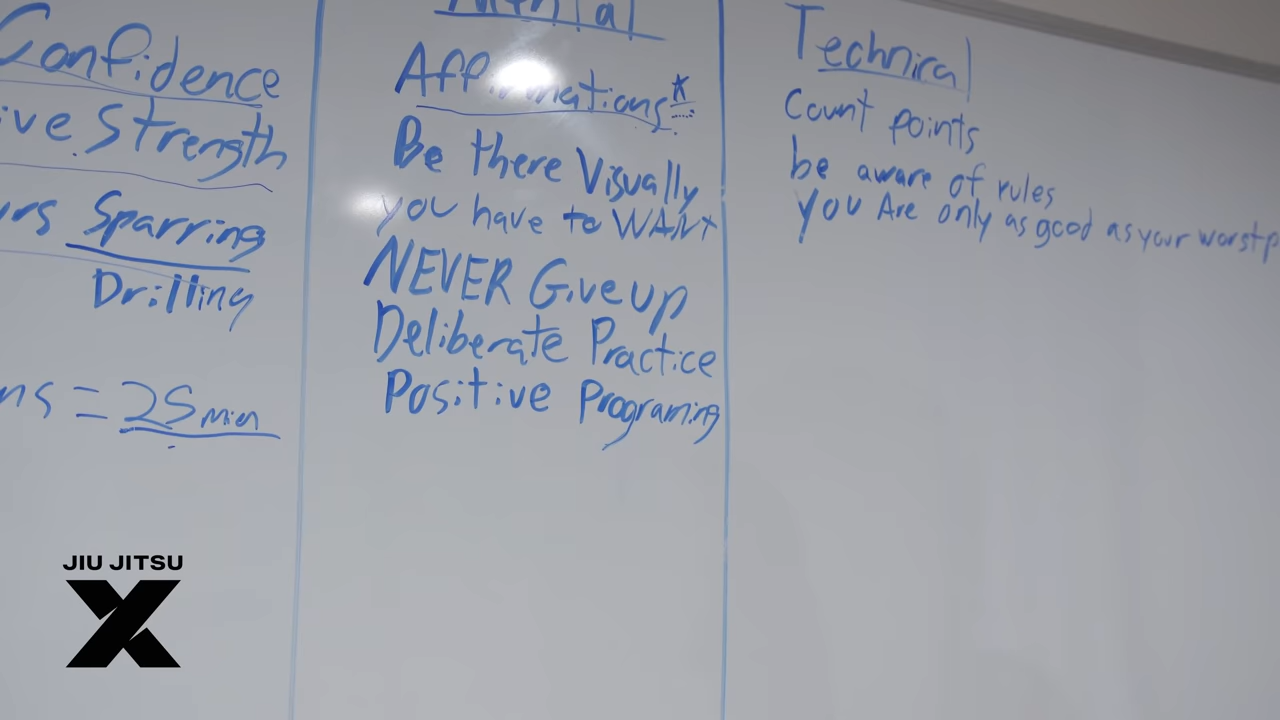 Confidence
ive Strength
urs Sparring
Drilling
ns = 25 min
Mental
Affirmations*
Be there Visually
you have to WANT
NEVER Give up
Deliberate Practice
Positive Programing
Technical
Count points
be aware of rules
you Are only as good as your worst p
JIU JITSU
X